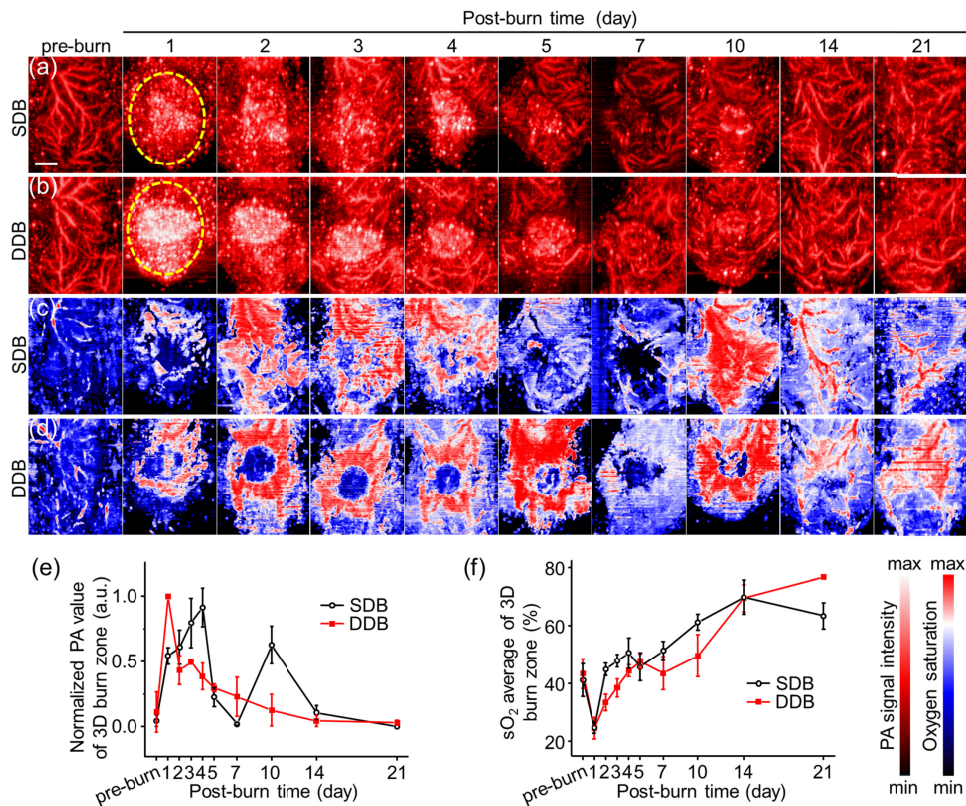 Post-burn time (day)
pre-burn 1 2 3 4 5 7 10 14 21
(a)
SDB
(b)
DDB
(c)
SDB
(d)
DDB
(e)
Normalized PA value
of 3D burn zone (a.u.)
1.0
0.5
0.0
SDB
DDB
pre-burn 1 2 3 4 5 7 10 14 21
Post-burn time (day)
(f)
sO₂ average of 3D
burn zone (%)
80
60
40
20
SDB
DDB
pre-burn 1 2 3 4 5 7 10 14 21
Post-burn time (day)
max
PA signal intensity
min
max
Oxygen saturation
min